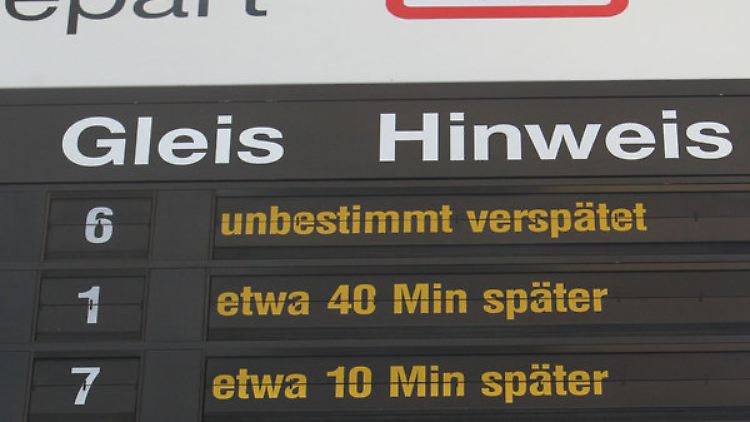 epart
Gleis Hinweis
6 unbestimmt verspätet
1 etwa 40 Min später
7 etwa 10 Min später